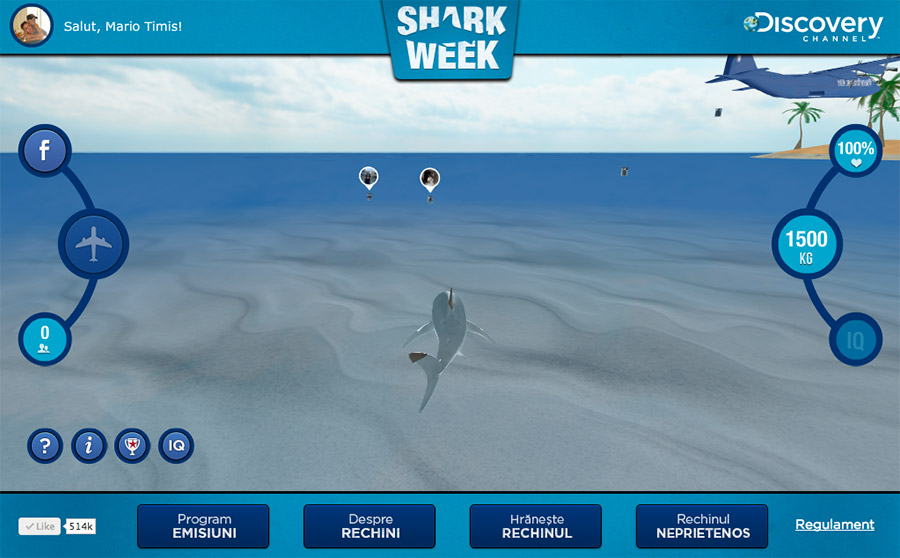 Salut, Mario Timis!
SHARK
WEEK
Discovery
CHANNEL
f
100%
1500
KG
0
IQ
? i IQ
Like 514k
Program
EMISIUNI
Despre
RECHINI
Hrănește
RECHINUL
Rechinul
NEPRIETENOS
Regulament